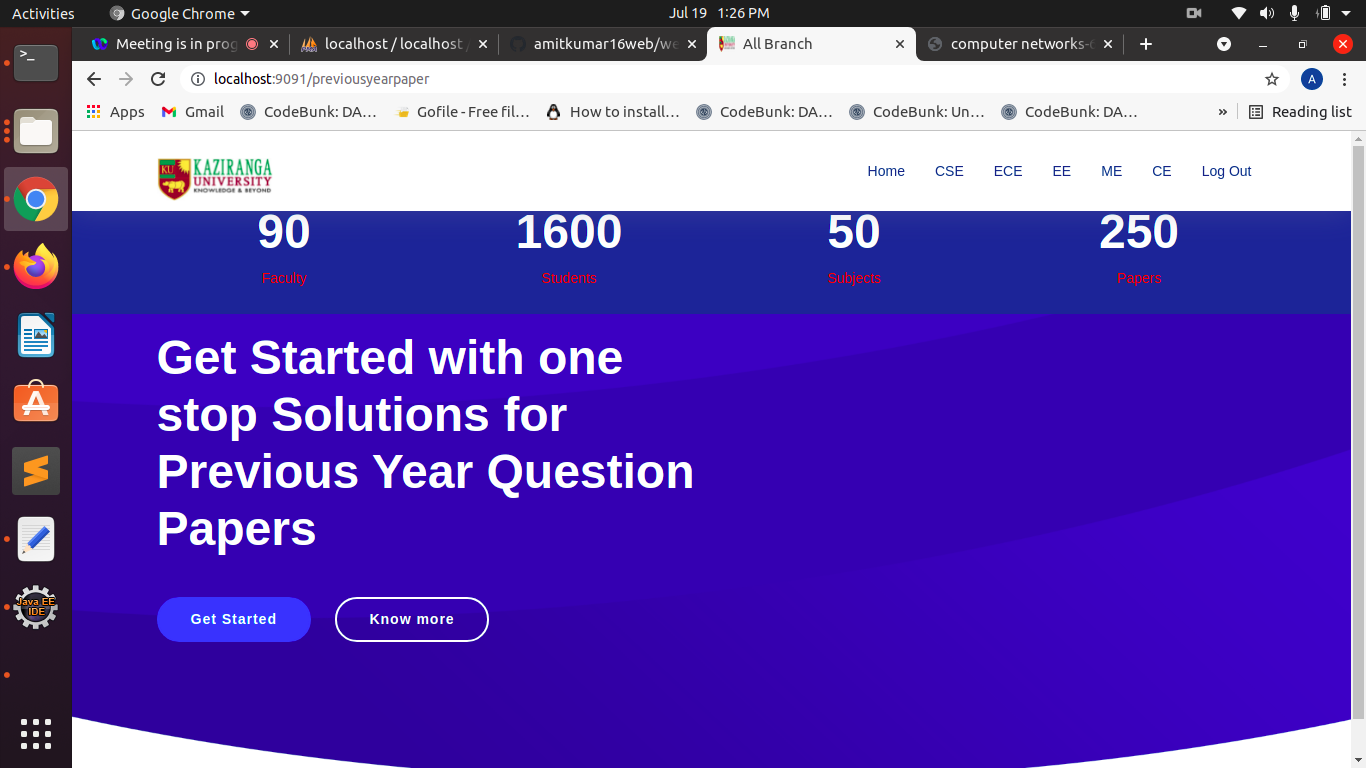 Activities Google Chrome Jul 19 1:26 PM
Meeting is in prog localhost / localhost / amitkumar16web/we All Branch computer networks-
localhost:9091/previousyearpaper A
Apps Gmail CodeBunk: DA... Gofile - Free fil... How to install... CodeBunk: DA... CodeBunk: Un... CodeBunk: DA... » Reading list
KU KAZIRANGA
UNIVERSITY
KNOWLEDGE & BEYOND
Home CSE ECE EE ME CE Log Out
90 1600 50 250
Faculty Students Subjects Papers
Get Started with one
stop Solutions for
Previous Year Question
Papers
Get Started Know more
Java EE
IDE